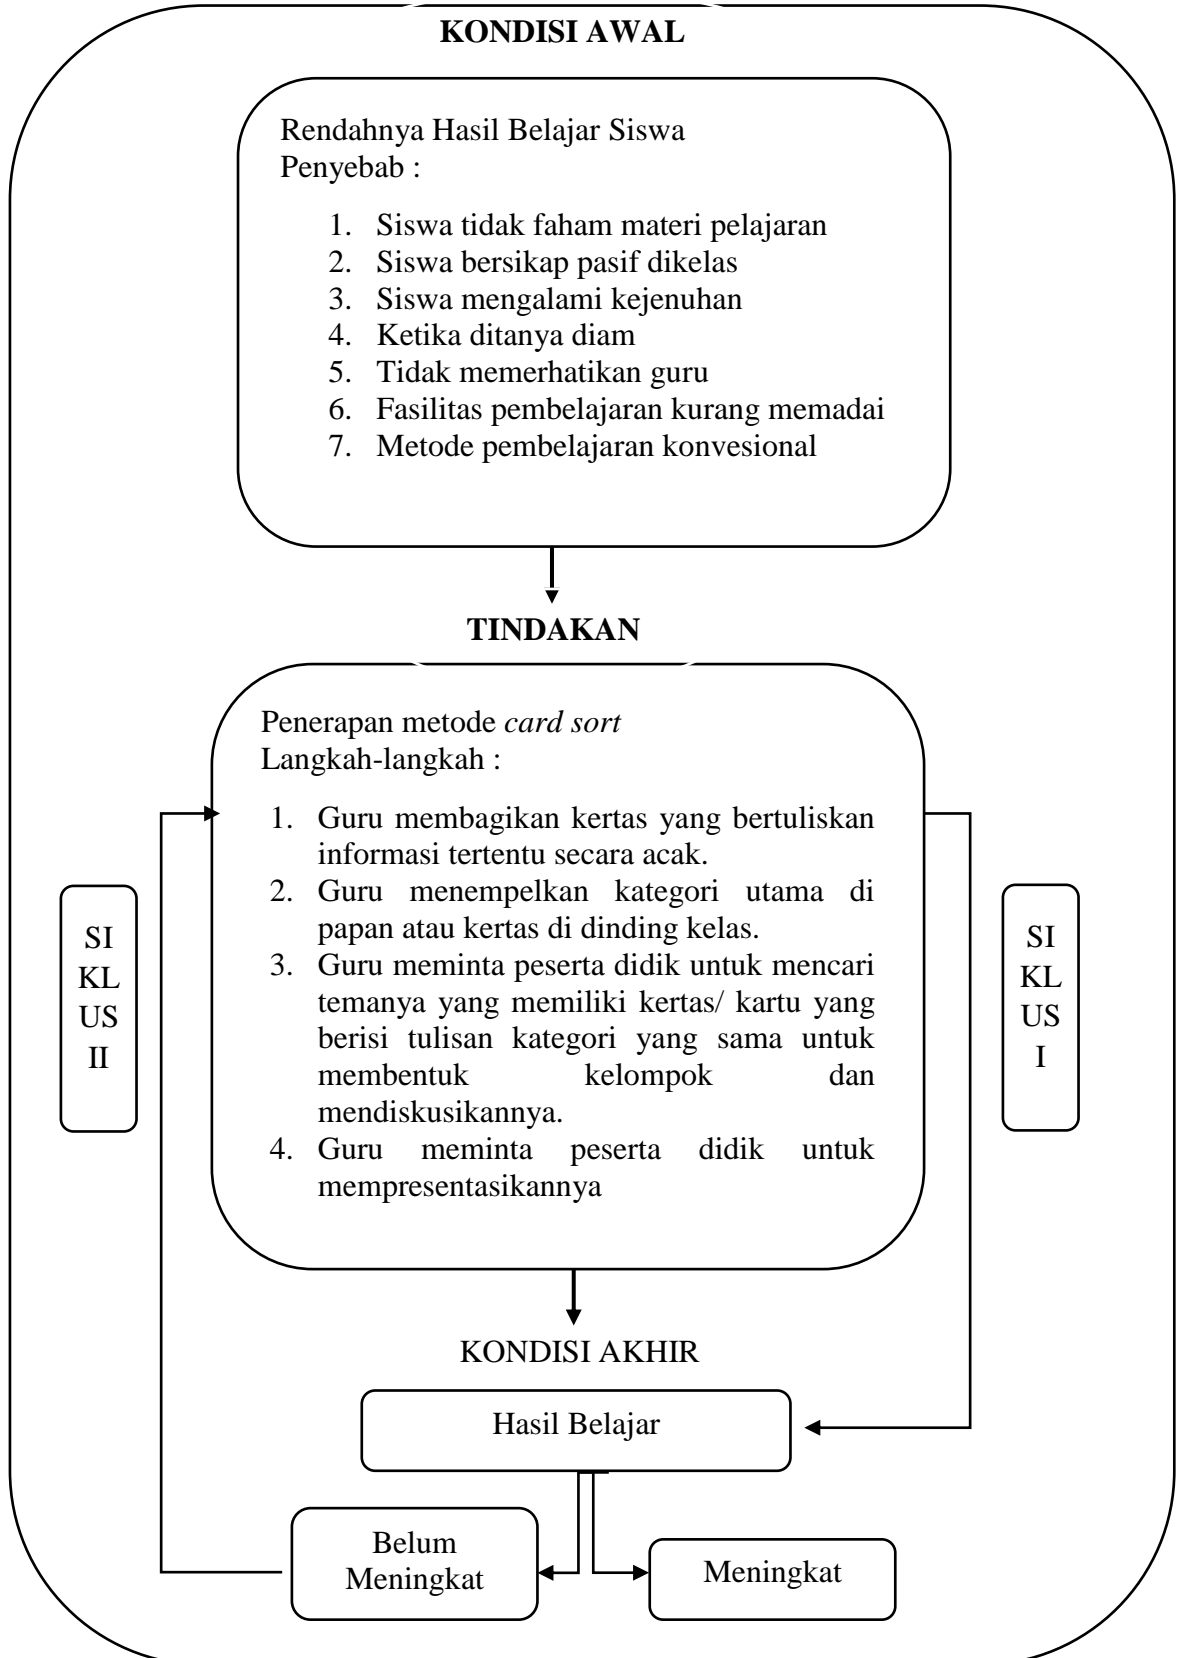 KONDISI AWAL
Rendahnya Hasil Belajar Siswa
Penyebab :
1. Siswa tidak faham materi pelajaran
2. Siswa bersikap pasif dikelas
3. Siswa mengalami kejenuhan
4. Ketika ditanya diam
5. Tidak memerhatikan guru
6. Fasilitas pembelajaran kurang memadai
7. Metode pembelajaran konvesional
TINDAKAN
Penerapan metode card sort
Langkah-langkah :
1. Guru membagikan kertas yang bertuliskan
informasi tertentu secara acak.
2. Guru menempelkan kategori utama di
papan atau kertas di dinding kelas.
3. Guru meminta peserta didik untuk mencari
temanya yang memiliki kertas/ kartu yang
berisi tulisan kategori yang sama untuk
membentuk kelompok dan
mendiskusikannya.
4. Guru meminta peserta didik untuk
mempresentasikannya
SI
KL
US
II
SI
KL
US
I
KONDISI AKHIR
Hasil Belajar
Belum
Meningkat
Meningkat